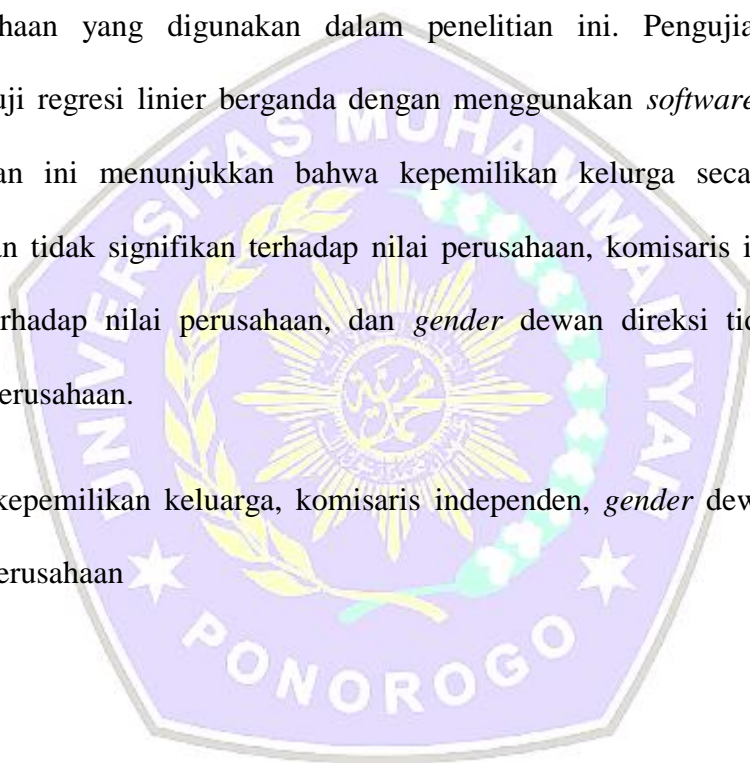 haan yang digunakan dalam penelitian ini. Pengujia
uji regresi linier berganda dengan menggunakan software
an ini menunjukkan bahwa kepemilikan kelurga seca
an tidak signifikan terhadap nilai perusahaan, komisaris i
rhadap nilai perusahaan, dan gender dewan direksi tid
erusahaan.
kepemilikan keluarga, komisaris independen, gender dew
erusahaan
UNIVERSITAS MUHAMMADIYAH
PONOROGO